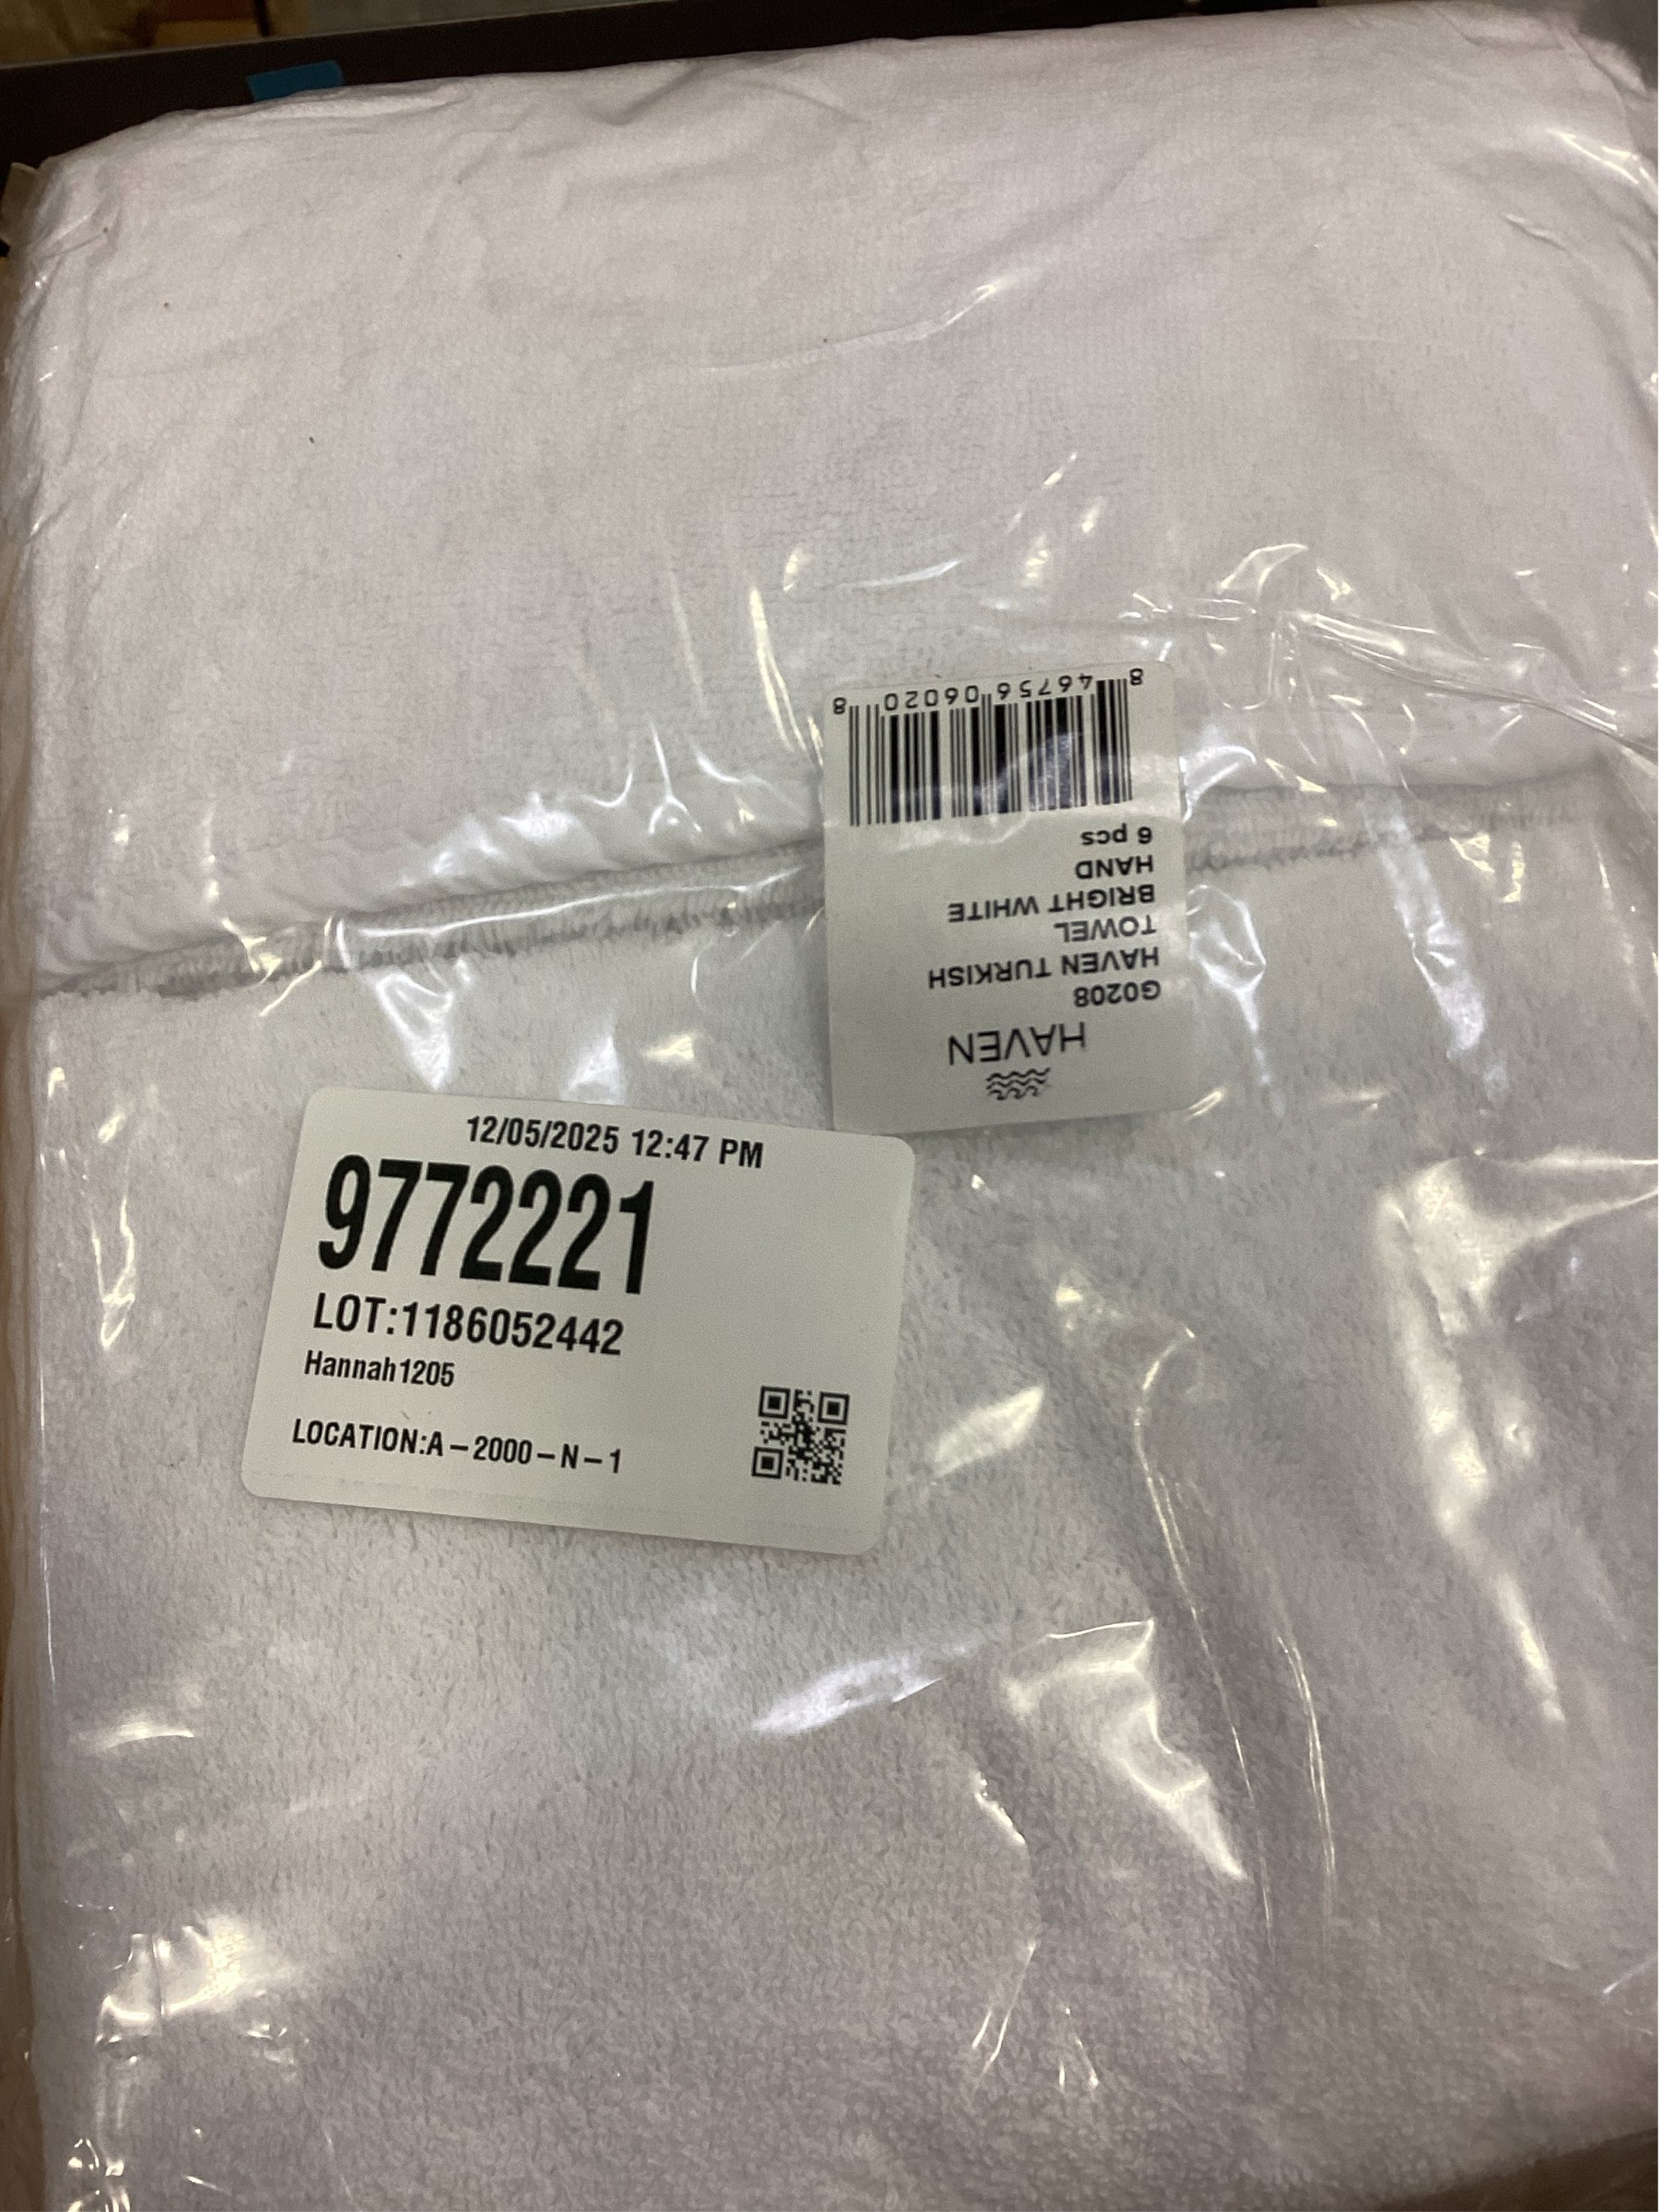 HAVEN
G0208
HAVEN TURKISH
TOWEL
BRIGHT WHITE
HAND
6 pcs
8 46756 06020 8
12/05/2025 12:47 PM
9772221
LOT:1186052442
Hannah1205
LOCATION:A-2000-N-1